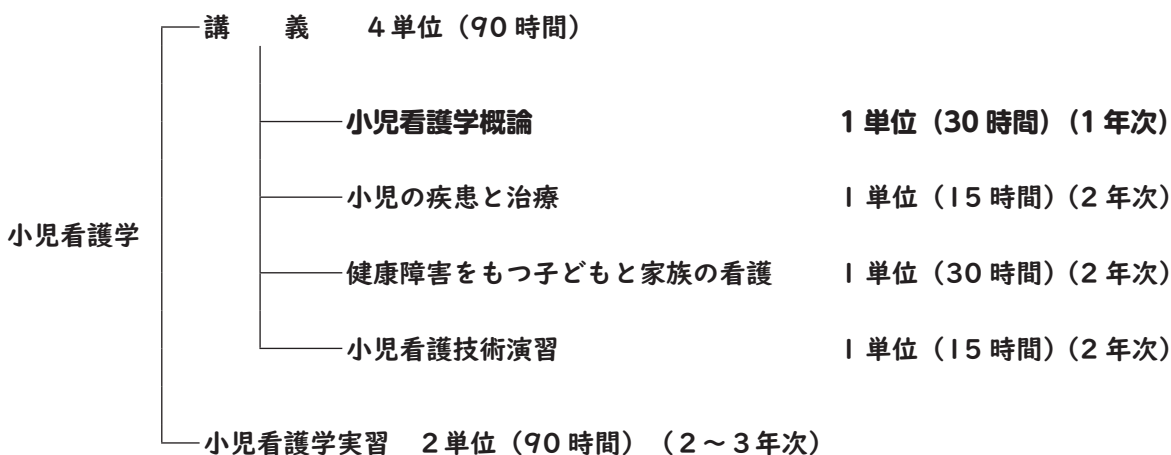 講　義　４単位（90時間）
小児看護学概論　1単位（30時間）（1年次）
小児の疾患と治療　1単位（15時間）（2年次）
小児看護学
健康障害をもつ子どもと家族の看護　1単位（30時間）（2年次）
小児看護技術演習　1単位（15時間）（2年次）
小児看護学実習　２単位（90時間）（２～３年次）